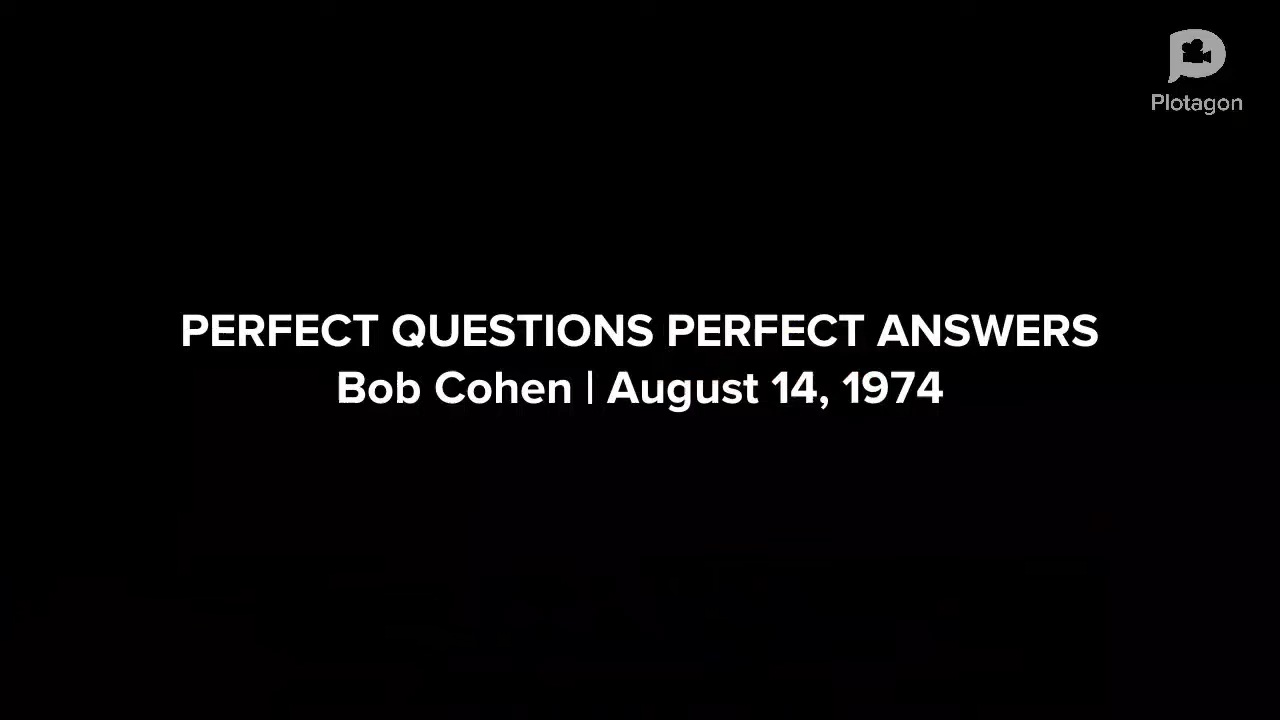 Plotagon
PERFECT QUESTIONS PERFECT ANSWERS
Bob Cohen | August 14, 1974